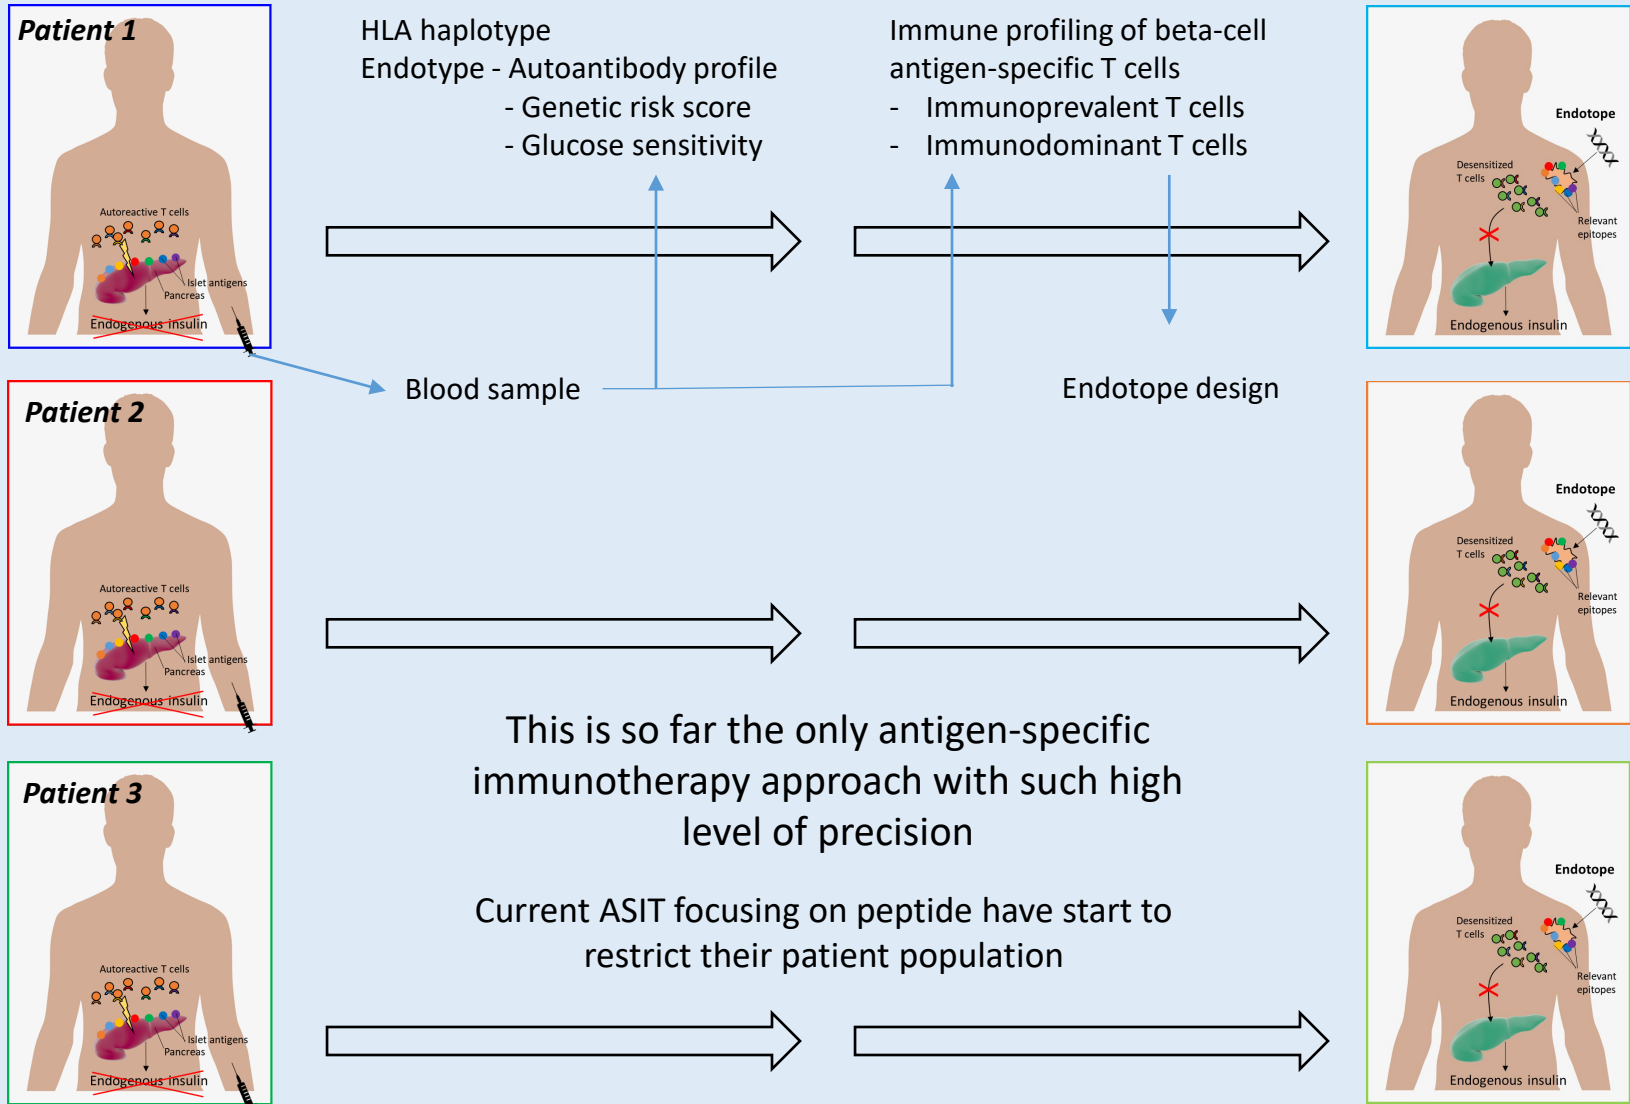 Patient 1
Autoreactive T cells
Islet antigens
Pancreas
Endogenous insulin
HLA haplotype
Endotype - Autoantibody profile
- Genetic risk score
- Glucose sensitivity
Immune profiling of beta-cell
antigen-specific T cells
- Immunoprevalent T cells
- Immunodominant T cells
Blood sample
Endotope design
Endotope
Desensitized
T cells
Relevant
epitopes
Endogenous insulin
Patient 2
Autoreactive T cells
Islet antigens
Pancreas
Endogenous insulin
Endotope
Desensitized
T cells
Relevant
epitopes
Endogenous insulin
This is so far the only antigen-specific
immunotherapy approach with such high
level of precision
Current ASIT focusing on peptide have start to
restrict their patient population
Patient 3
Autoreactive T cells
Islet antigens
Pancreas
Endogenous insulin
Endotope
Desensitized
T cells
Relevant
epitopes
Endogenous insulin